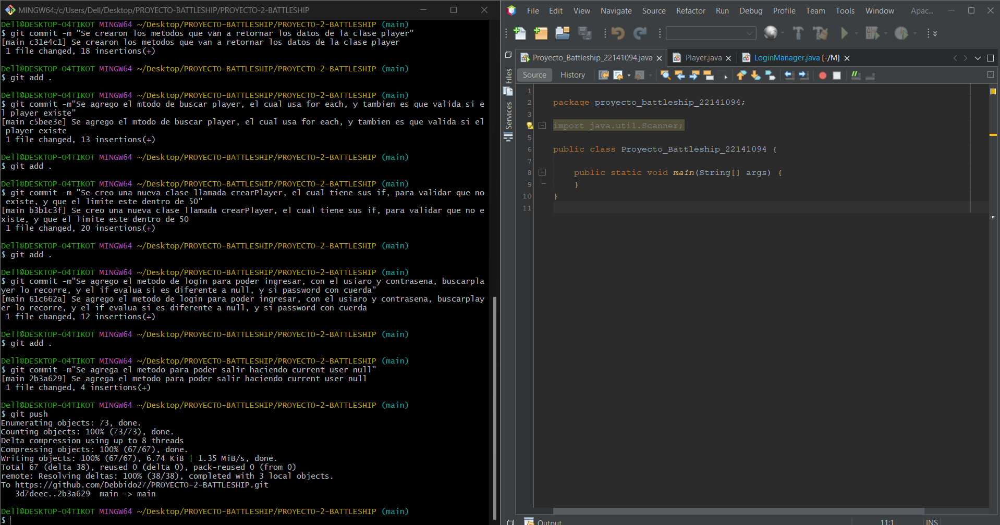 MINGW64:/c/Users/Dell/Desktop/PROYECTO-BATTLESHIP/PROYECTO-2-BATTLESHIP
Dell@DESKTOP-O4TIKOT MINGW64 ~/Desktop/PROYECTO-BATTLESHIP/PROYECTO-2-BATTLESHIP (main)
$ git commit -m "Se crearon los metodos que van a retornar los datos de la clase player"
[main c31e4c1] Se crearon los metodos que van a retornar los datos de la clase player
1 file changed, 18 insertions(+)
Dell@DESKTOP-O4TIKOT MINGW64 ~/Desktop/PROYECTO-BATTLESHIP/PROYECTO-2-BATTLESHIP (main)
$ git add .
Dell@DESKTOP-O4TIKOT MINGW64 ~/Desktop/PROYECTO-BATTLESHIP/PROYECTO-2-BATTLESHIP (main)
$ git commit -m"Se agrego el mtodo de buscar player, el cual usa for each, y tambien es que valida si e
l player existe"
[main c5bee3e] Se agrego el mtodo de buscar player, el cual usa for each, y tambien es que valida si el
player existe
1 file changed, 13 insertions(+)
Dell@DESKTOP-O4TIKOT MINGW64 ~/Desktop/PROYECTO-BATTLESHIP/PROYECTO-2-BATTLESHIP (main)
$ git add .
Dell@DESKTOP-O4TIKOT MINGW64 ~/Desktop/PROYECTO-BATTLESHIP/PROYECTO-2-BATTLESHIP (main)
$ git commit -m "Se creo una nueva clase llamada crearPlayer, el cual tiene sus if, para validar que no
existe, y que el limite este dentro de 50"
[main b3b1c3f] Se creo una nueva clase llamada crearPlayer, el cual tiene sus if, para validar que no e
xiste, y que el limite este dentro de 50
1 file changed, 20 insertions(+)
Dell@DESKTOP-O4TIKOT MINGW64 ~/Desktop/PROYECTO-BATTLESHIP/PROYECTO-2-BATTLESHIP (main)
$ git add .
Dell@DESKTOP-O4TIKOT MINGW64 ~/Desktop/PROYECTO-BATTLESHIP/PROYECTO-2-BATTLESHIP (main)
$ git commit -m"Se agrego el metodo de login para poder ingresar, con el usiaro y contrasena, buscarpla
yer lo recorre, y el if evalua si es diferente a null, y si password con cuerda"
[main 61c662a] Se agrego el metodo de login para poder ingresar, con el usiaro y contrasena, buscarplay
er lo recorre, y el if evalua si es diferente a null, y si password con cuerda
1 file changed, 12 insertions(+)
Dell@DESKTOP-O4TIKOT MINGW64 ~/Desktop/PROYECTO-BATTLESHIP/PROYECTO-2-BATTLESHIP (main)
$ git add .
Dell@DESKTOP-O4TIKOT MINGW64 ~/Desktop/PROYECTO-BATTLESHIP/PROYECTO-2-BATTLESHIP (main)
$ git commit -m"Se agrega el metodo para poder salir haciendo current user null"
[main 2b3a629] Se agrega el metodo para poder salir haciendo current user null
1 file changed, 4 insertions(+)
Dell@DESKTOP-O4TIKOT MINGW64 ~/Desktop/PROYECTO-BATTLESHIP/PROYECTO-2-BATTLESHIP (main)
$ git push
Enumerating objects: 73, done.
Counting objects: 100% (73/73), done.
Delta compression using up to 8 threads
Compressing objects: 100% (67/67), done.
Writing objects: 100% (67/67), 6.74 KiB | 1.35 MiB/s, done.
Total 67 (delta 38), reused 0 (delta 0), pack-reused 0 (from 0)
remote: Resolving deltas: 100% (38/38), completed with 3 local objects.
To https://github.com/Debbido27/PROYECTO-2-BATTLESHIP.git
3d7deec..2b3a629  main -> main
Dell@DESKTOP-O4TIKOT MINGW64 ~/Desktop/PROYECTO-BATTLESHIP/PROYECTO-2-BATTLESHIP (main)
$
File Edit View Navigate Source Refactor Run Debug Profile Team Tools Window Apac...
Proyecto_Battleship_22141094.java Player.java LoginManager.java [-/M]
Source History
Files
Services
1
2 package proyecto_battleship_22141094;
3
import java.util.Scanner;
5
6 public class Proyecto_Battleship_22141094 {
7
8 public static void main(String[] args) {
9 }
10 }
11
Output
11:1 INS